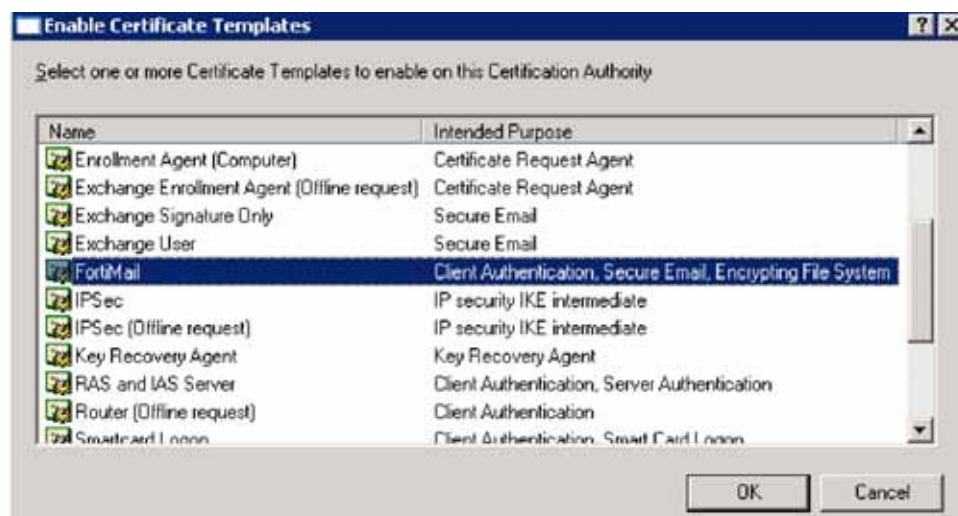 Enable Certificate Templates
Select one or more Certificate Templates to enable on this Certification Authority
Name Intended Purpose
Enrollment Agent (Computer) Certificate Request Agent
Exchange Enrollment Agent (Offline request) Certificate Request Agent
Exchange Signature Only Secure Email
Exchange User Secure Email
FortiMail Client Authentication, Secure Email, Encrypting File System
IPSec IP security IKE intermediate
IPSec (Offline request) IP security IKE intermediate
Key Recovery Agent Key Recovery Agent
RAS and IAS Server Client Authentication, Server Authentication
Router (Offline request) Client Authentication
Smartcard Logon Client Authentication, Smart Card Logon
OK Cancel